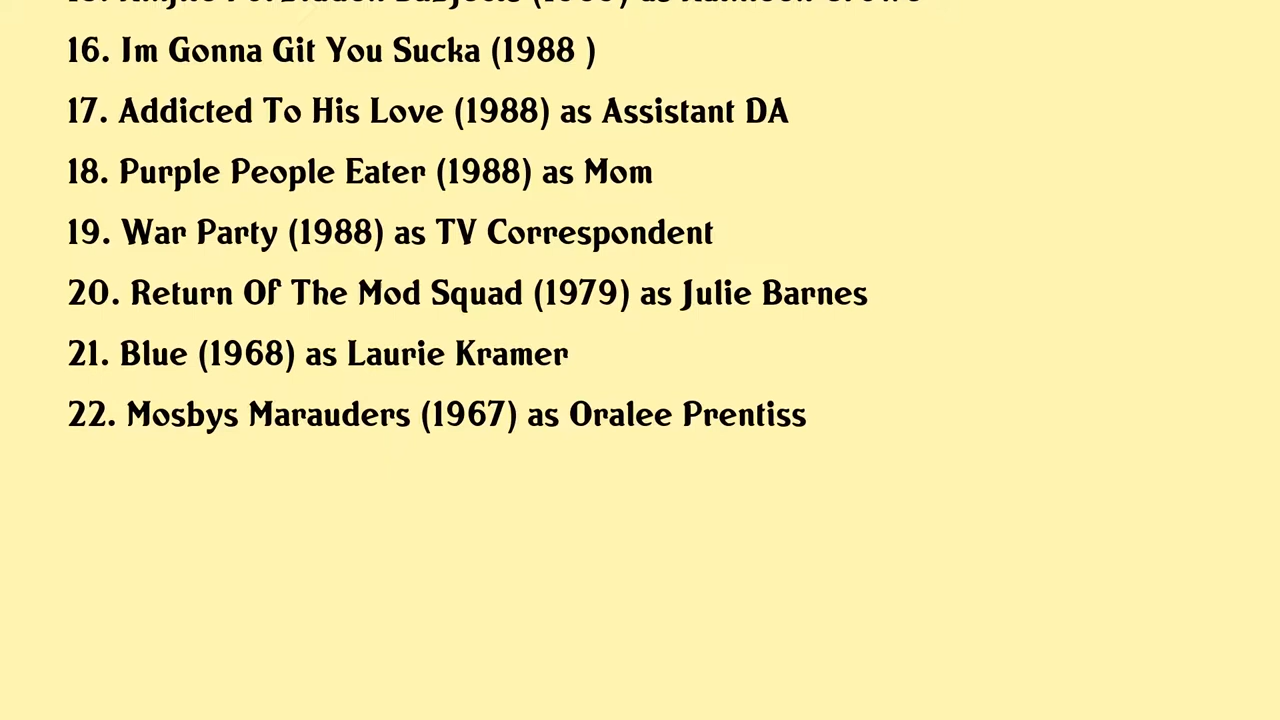 16. Im Gonna Git You Sucka (1988 )
17. Addicted To His Love (1988) as Assistant DA
18. Purple People Eater (1988) as Mom
19. War Party (1988) as TV Correspondent
20. Return Of The Mod Squad (1979) as Julie Barnes
21. Blue (1968) as Laurie Kramer
22. Mosbys Marauders (1967) as Oralee Prentiss